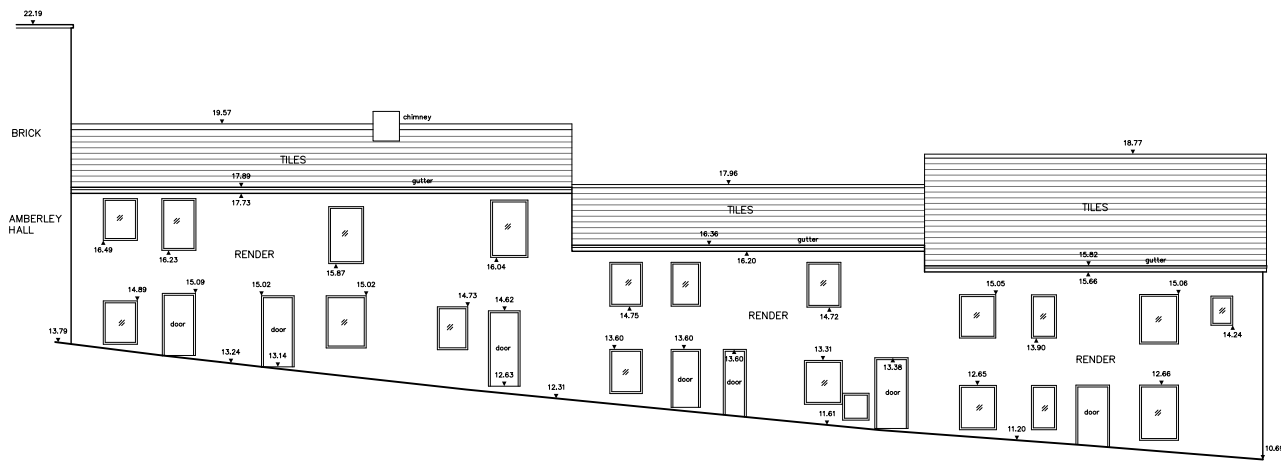 22.19
BRICK
AMBERLEY
HALL
13.79
19.57
chimney
TILES
17.89
gutter
17.73
16.49
16.23
RENDER
15.87
16.04
14.89
15.09
15.02
15.02
14.73
14.62
door
door
door
13.24
13.14
12.63
12.31
17.96
TILES
16.36
gutter
16.20
14.75
RENDER
14.72
13.60
13.60
13.60
13.31
13.38
door
door
door
11.61
18.77
TILES
15.82
gutter
15.66
15.05
15.06
13.90
14.24
RENDER
12.65
12.66
door
11.20